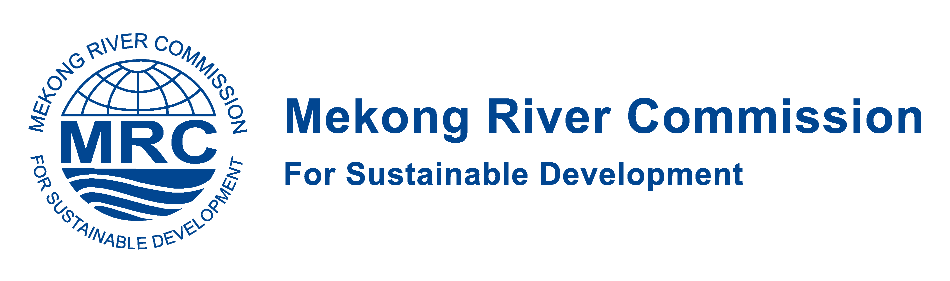 MEKONG RIVER COMMISSION
MRC
FOR SUSTAINABLE DEVELOPMENT
Mekong River Commission
For Sustainable Development